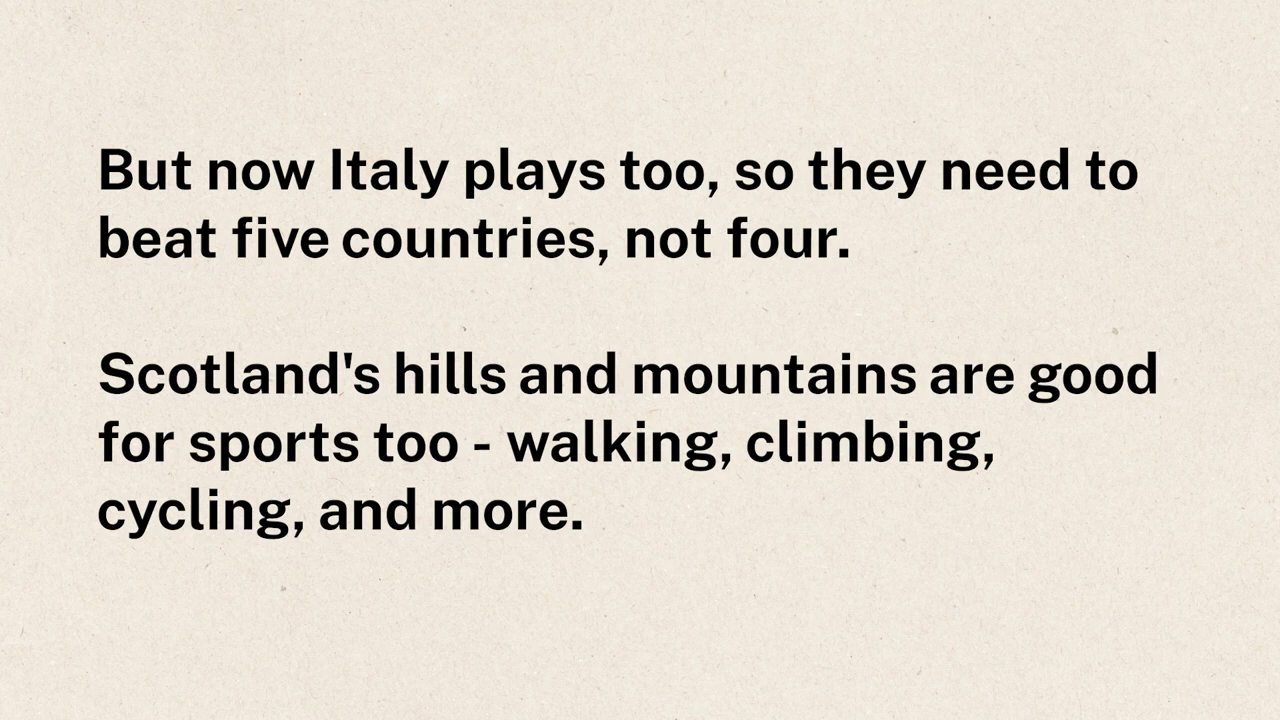 But now Italy plays too, so they need to
beat five countries, not four.
Scotland's hills and mountains are good
for sports too - walking, climbing,
cycling, and more.